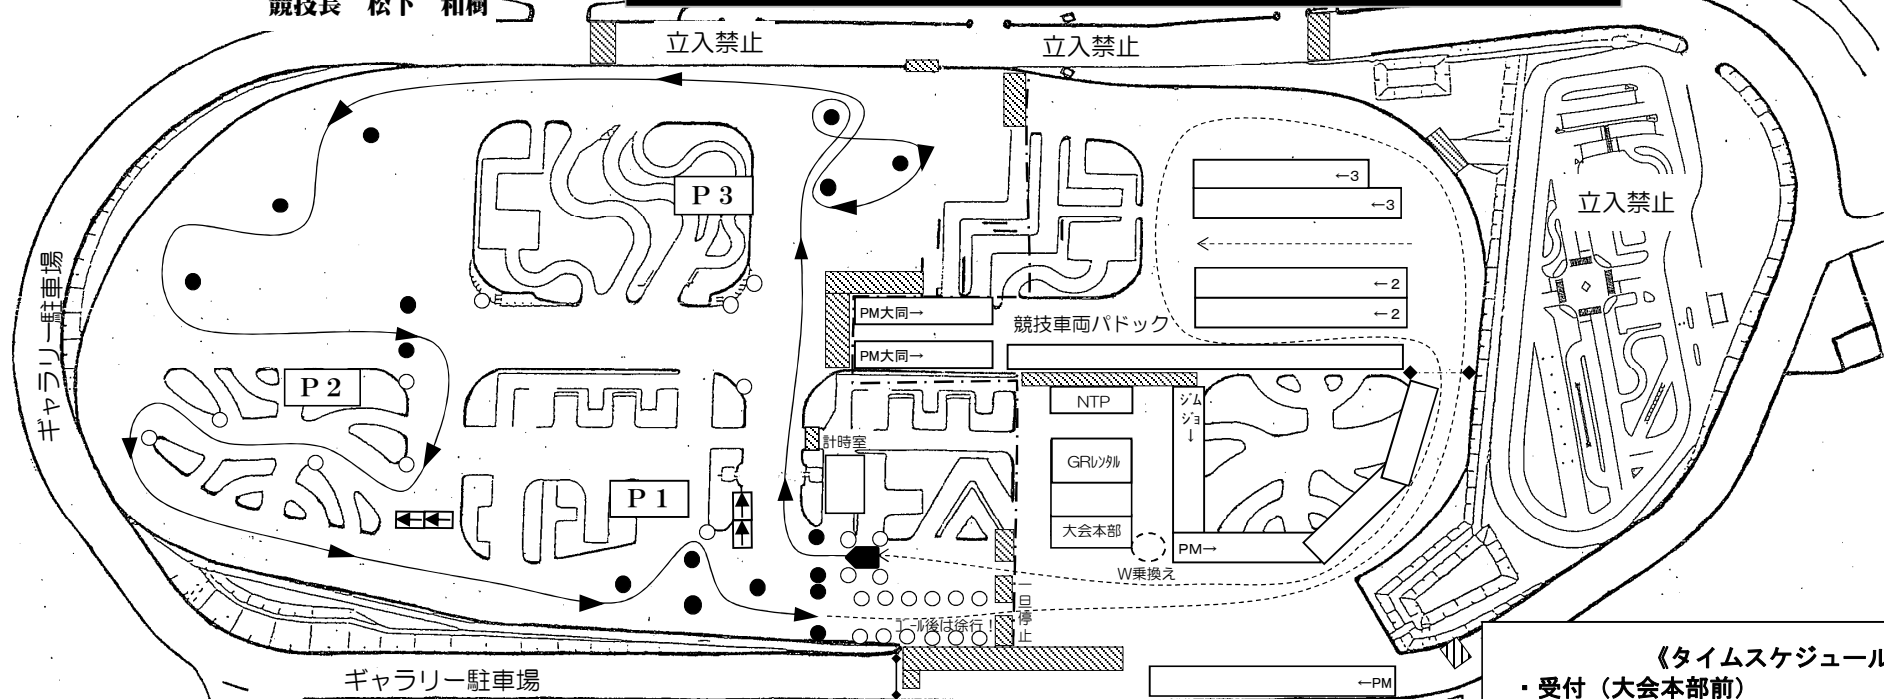 競技長 松下 和樹
立入禁止
立入禁止
P 3
←3
←3
立入禁止
←2
←2
PM大同→
競技車両パドック
PM大同→
ギャラリー駐車場
P 2
NTP
ジム
ジョ
↓
計時室
GRレンタル
P 1
大会本部
PM→
W乗換え
一旦停止
ゴール後は徐行!
ギャラリー駐車場
←PM
《タイムスケジュール
・受付（大会本部前）